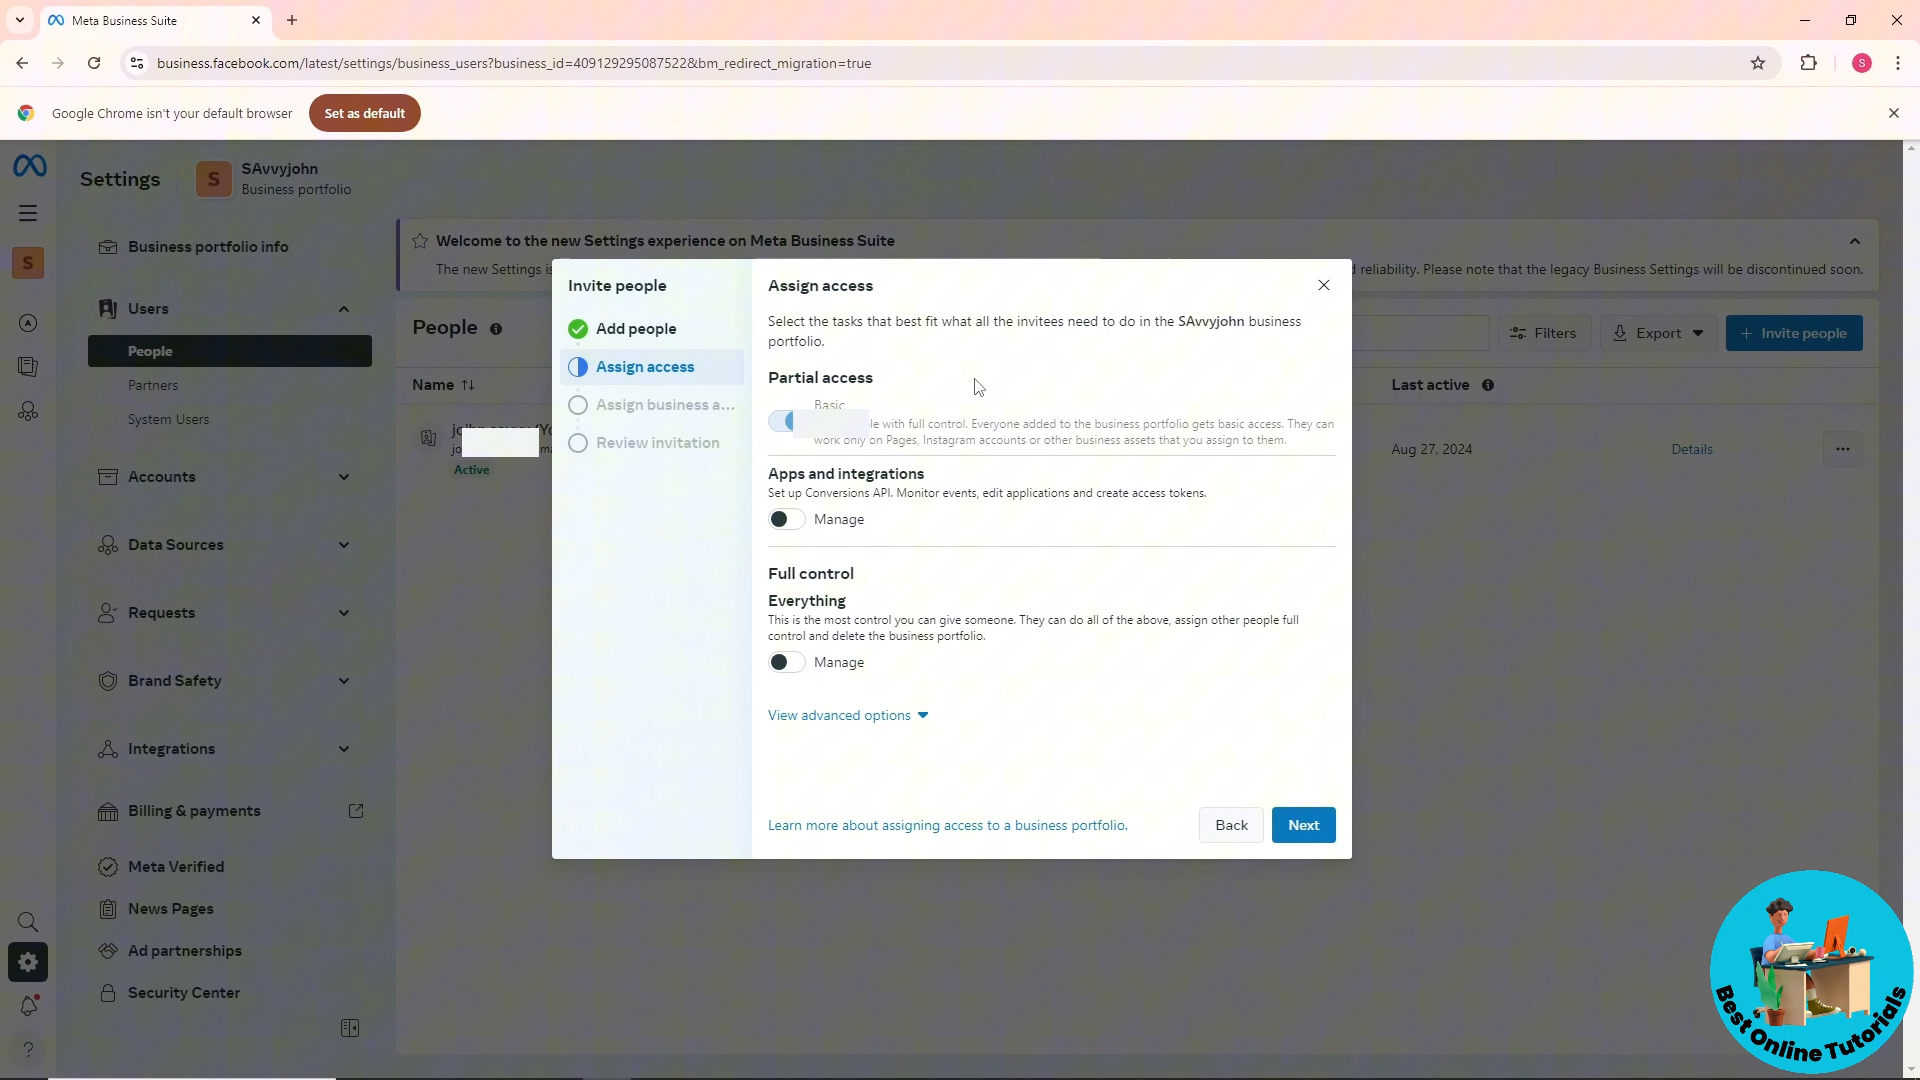 Meta Business Suite
business.facebook.com/latest/settings/business_users?business_id=409129295087522&bm_redirect_migration=true
S
Google Chrome isn't your default browser
Set as default
Settings
S
SAvvyjohn
Business portfolio
S
Business portfolio info
Users
People
Partners
System Users
Accounts
Data Sources
Requests
Brand Safety
Integrations
Billing & payments
Meta Verified
News Pages
Ad partnerships
Security Center
Welcome to the new Settings experience on Meta Business Suite
The new Settings is
reliability. Please note that the legacy Business Settings will be discontinued soon.
People
Filters
Export
+ Invite people
Name
Last active
Active
Aug 27, 2024
Details
Invite people
Add people
Assign access
Assign business a...
Review invitation
Assign access
Select the tasks that best fit what all the invitees need to do in the SAvvyjohn business
portfolio.
Partial access
Basic
with full control. Everyone added to the business portfolio gets basic access. They can
work only on Pages, Instagram accounts or other business assets that you assign to them.
Apps and integrations
Set up Conversions API. Monitor events, edit applications and create access tokens.
Manage
Full control
Everything
This is the most control you can give someone. They can do all of the above, assign other people full
control and delete the business portfolio.
Manage
View advanced options
Learn more about assigning access to a business portfolio.
Back
Next
Best Online Tutorials